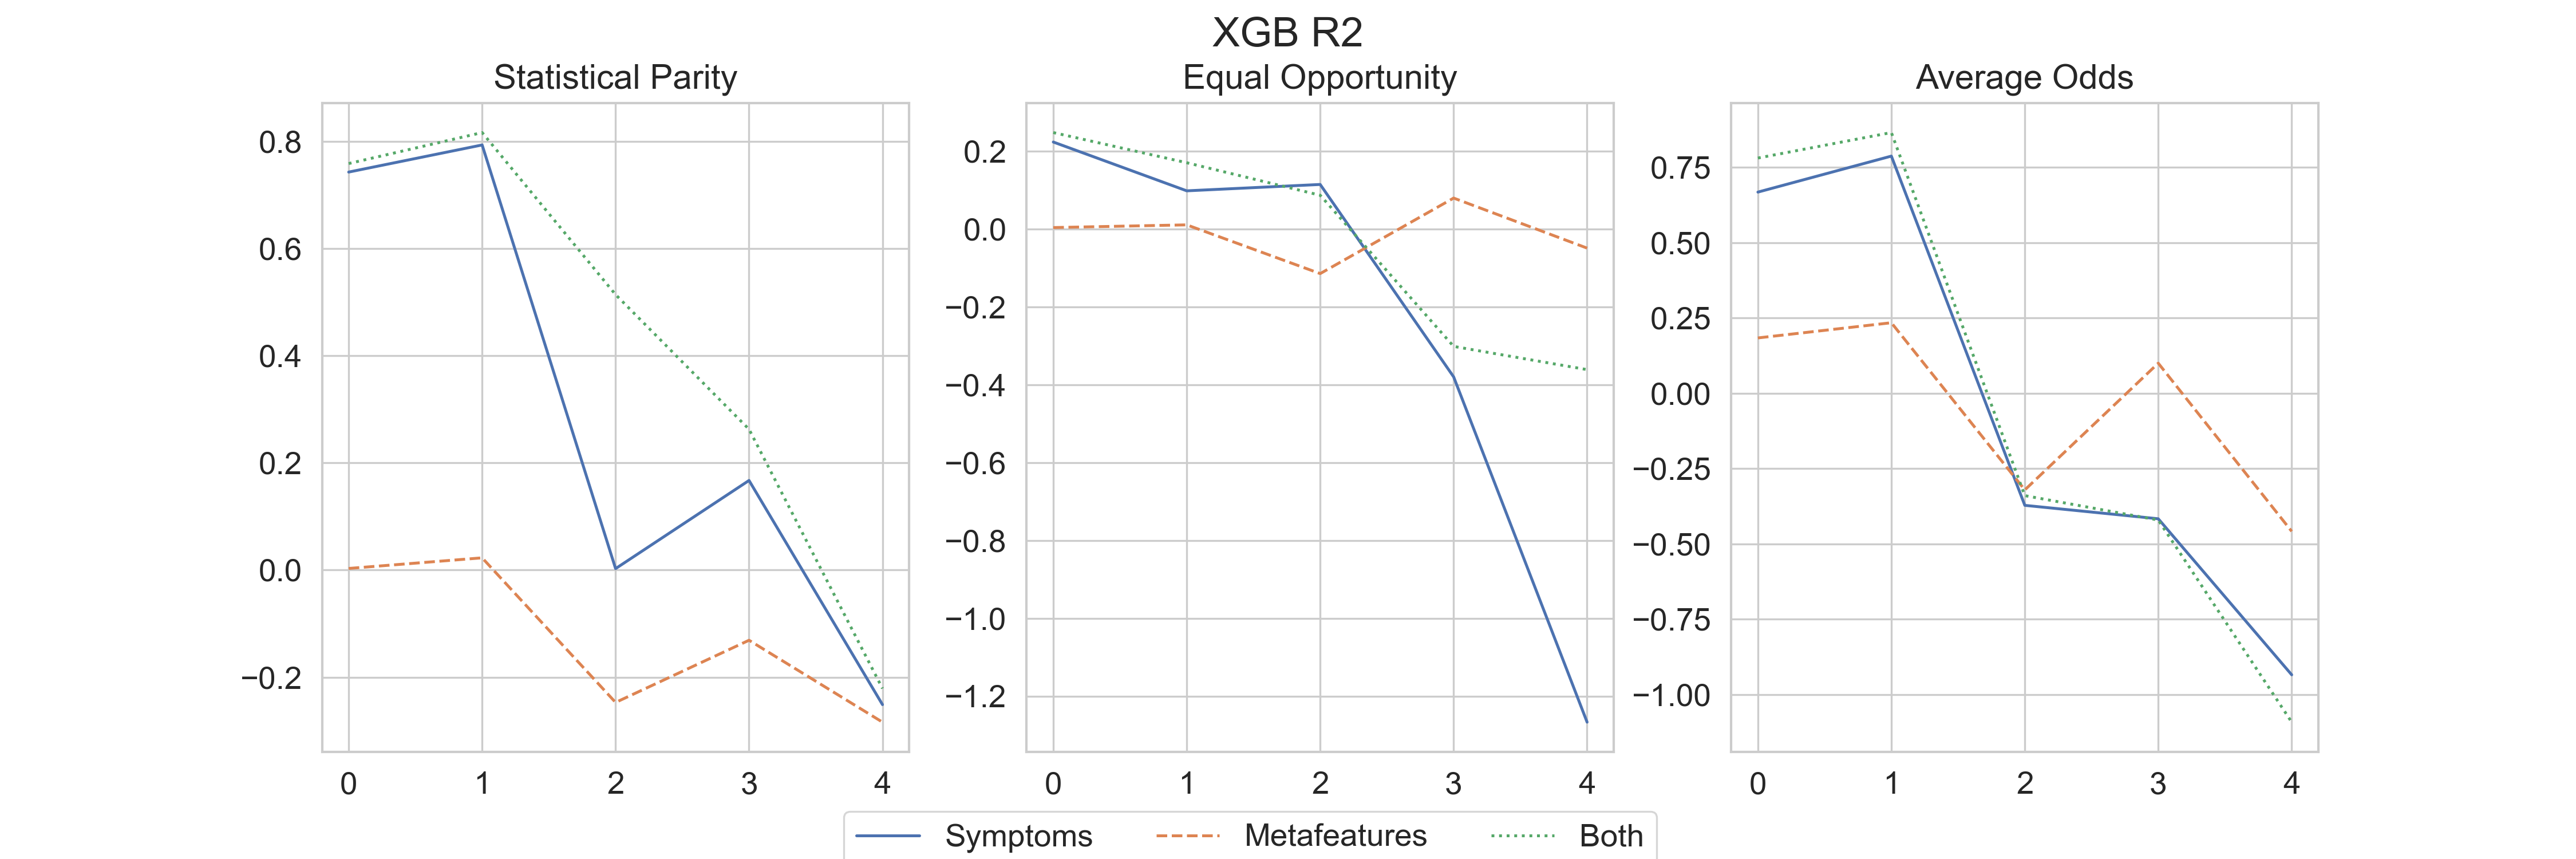 XGB R2
Statistical Parity
Equal Opportunity
Average Odds
0.8
0.6
0.4
0.2
0.0
−0.2
0 1 2 3 4
0.2
0.0
−0.2
−0.4
−0.6
−0.8
−1.0
−1.2
0 1 2 3 4
0.75
0.50
0.25
0.00
−0.25
−0.50
−0.75
−1.00
0 1 2 3 4
Symptoms Metafeatures Both